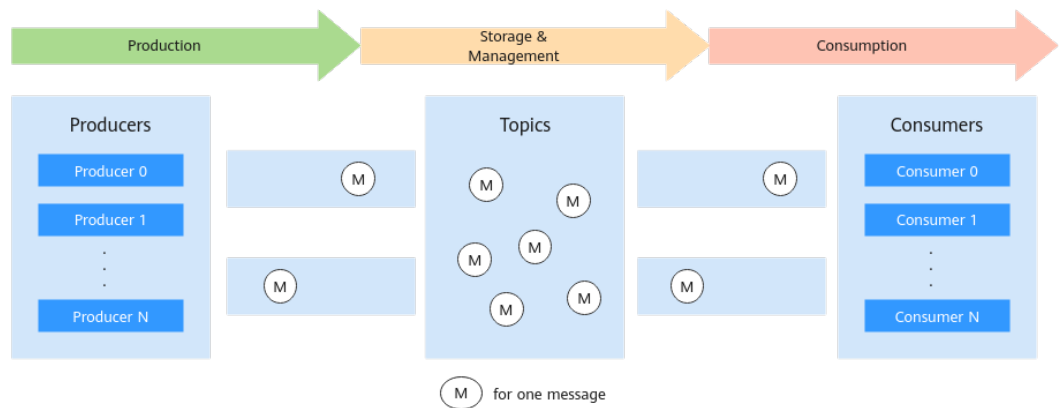 Production
Storage &
Management
Consumption
Producers
Producer 0
Producer 1
.
.
.
Producer N
M
M
Topics
M
M
M
M
M
M
M
M
Consumers
Consumer 0
Consumer 1
.
.
.
Consumer N
M for one message